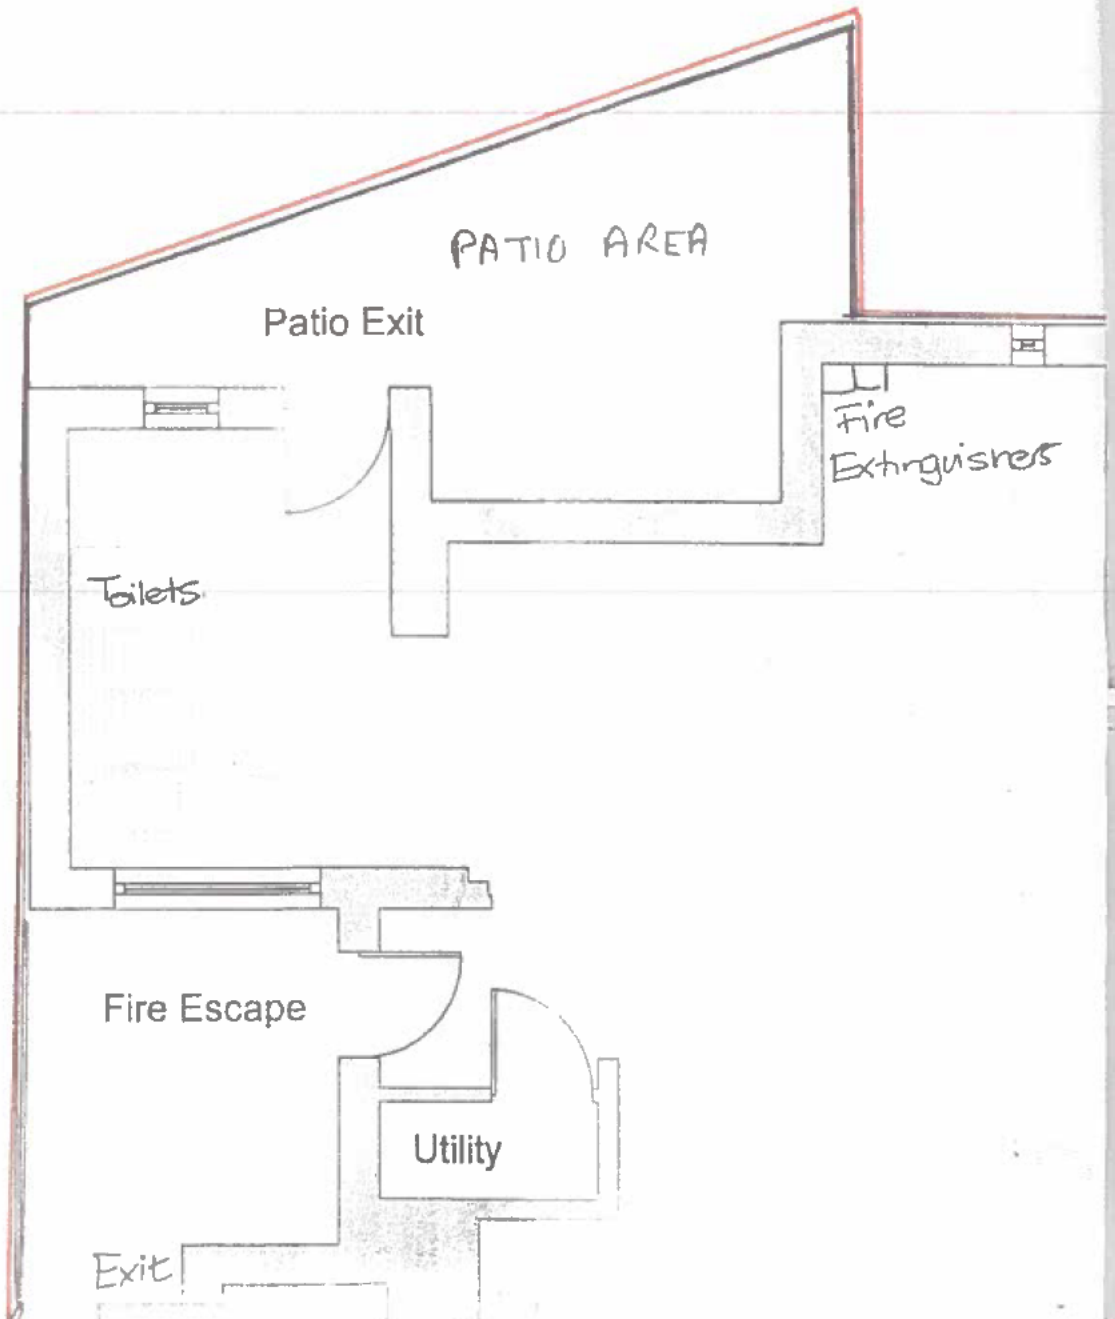 PATIO AREA
Patio Exit
Fire
Extinguishers
Toilets
Fire Escape
Utility
Exit